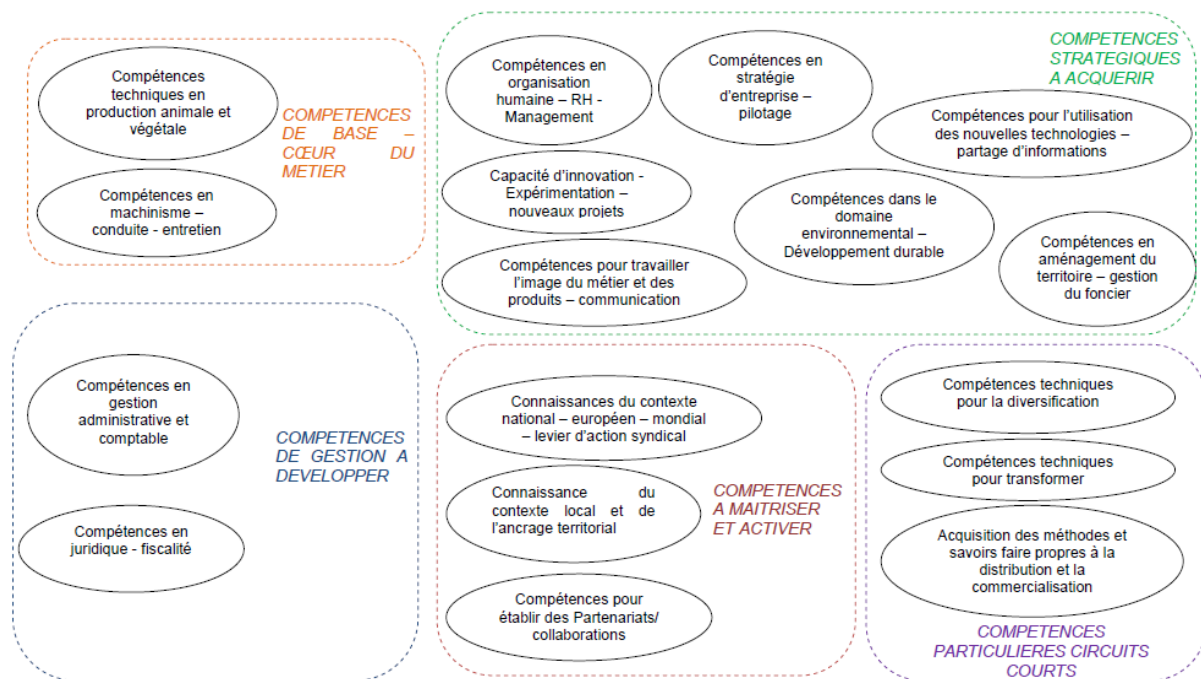 Compétences
techniques en
production animale et
végétale
Compétences en
machinisme –
conduite - entretien
COMPETENCES
DE BASE –
CŒUR DU
METIER
Compétences en
organisation
humaine – RH -
Management
Compétences en
stratégie
d'entreprise –
pilotage
COMPETENCES
STRATEGIQUES
A ACQUERIR
Compétences pour l'utilisation
des nouvelles technologies –
partage d'informations
Capacité d'innovation -
Expérimentation –
nouveaux projets
Compétences dans le
domaine
environnemental –
Développement durable
Compétences en
aménagement du
territoire – gestion
du foncier
Compétences pour travailler
l'image du métier et des
produits – communication
Compétences en
gestion
administrative et
comptable
Compétences en
juridique - fiscalité
COMPETENCES
DE GESTION A
DEVELOPPER
Connaissances du contexte
national – européen – mondial
– levier d'action syndical
Connaissance du
contexte local et de
l'ancrage territorial
Compétences pour
établir des Partenariats/
collaborations
COMPETENCES
A MAITRISER
ET ACTIVER
Compétences techniques
pour la diversification
Compétences techniques
pour transformer
Acquisition des méthodes et
savoirs faire propres à la
distribution et la
commercialisation
COMPETENCES
PARTICULIERES CIRCUITS
COURTS